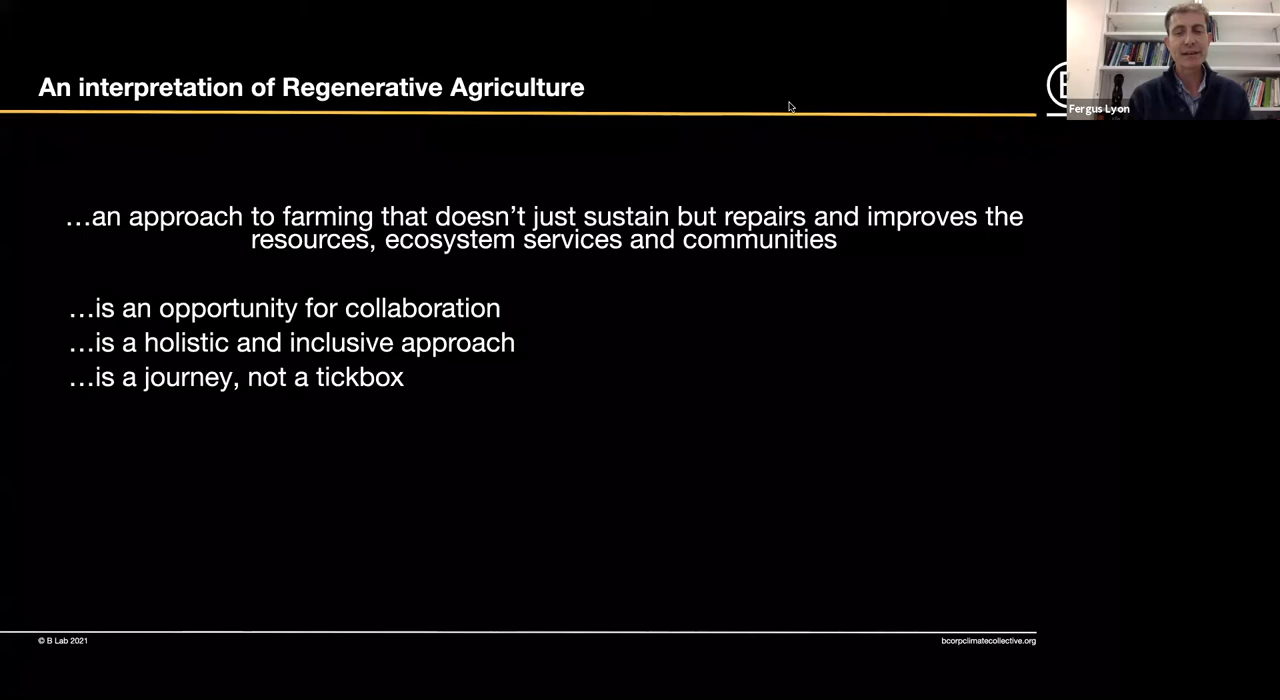 An interpretation of Regenerative Agriculture
Fergus Lyon
…an approach to farming that doesn’t just sustain but repairs and improves the
resources, ecosystem services and communities
…is an opportunity for collaboration
…is a holistic and inclusive approach
…is a journey, not a tickbox
© B Lab 2021
bcorpclimatecollective.org